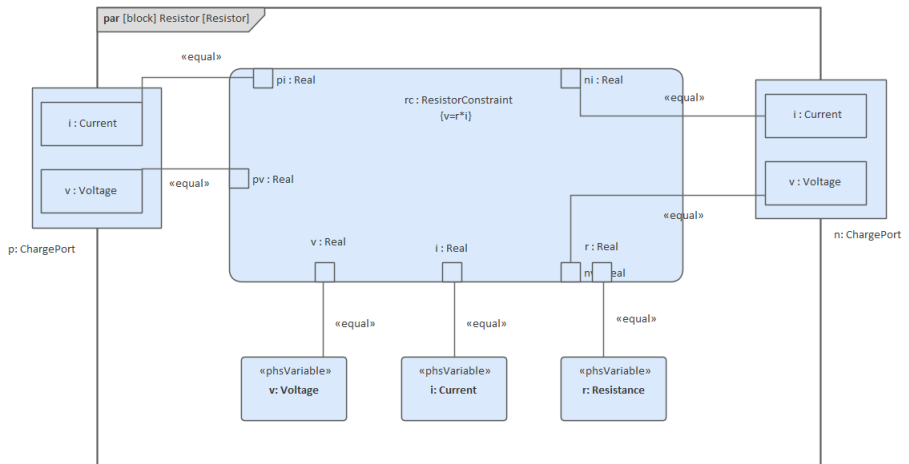 par [block] Resistor [Resistor]
«equal»
pi : Real
ni : Real
rc : ResistorConstraint
{v=r*i}
«equal»
i : Current
i : Current
v : Voltage
«equal»
pv : Real
v : Voltage
«equal»
p: ChargePort
n: ChargePort
v : Real
i : Real
r : Real
«equal»
«equal»
«equal»
«phsVariable»
v: Voltage
«phsVariable»
i: Current
«phsVariable»
r: Resistance